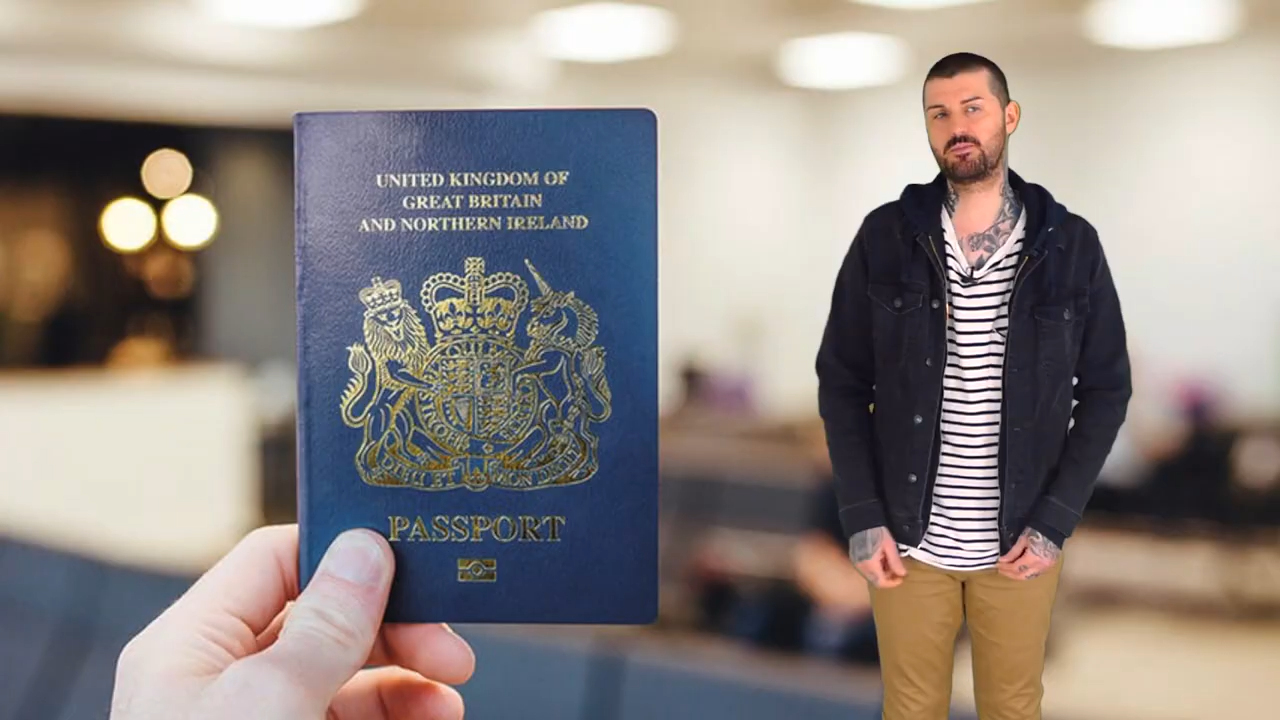 UNITED KINGDOM OF
GREAT BRITAIN
AND NORTHERN IRELAND
PASSPORT